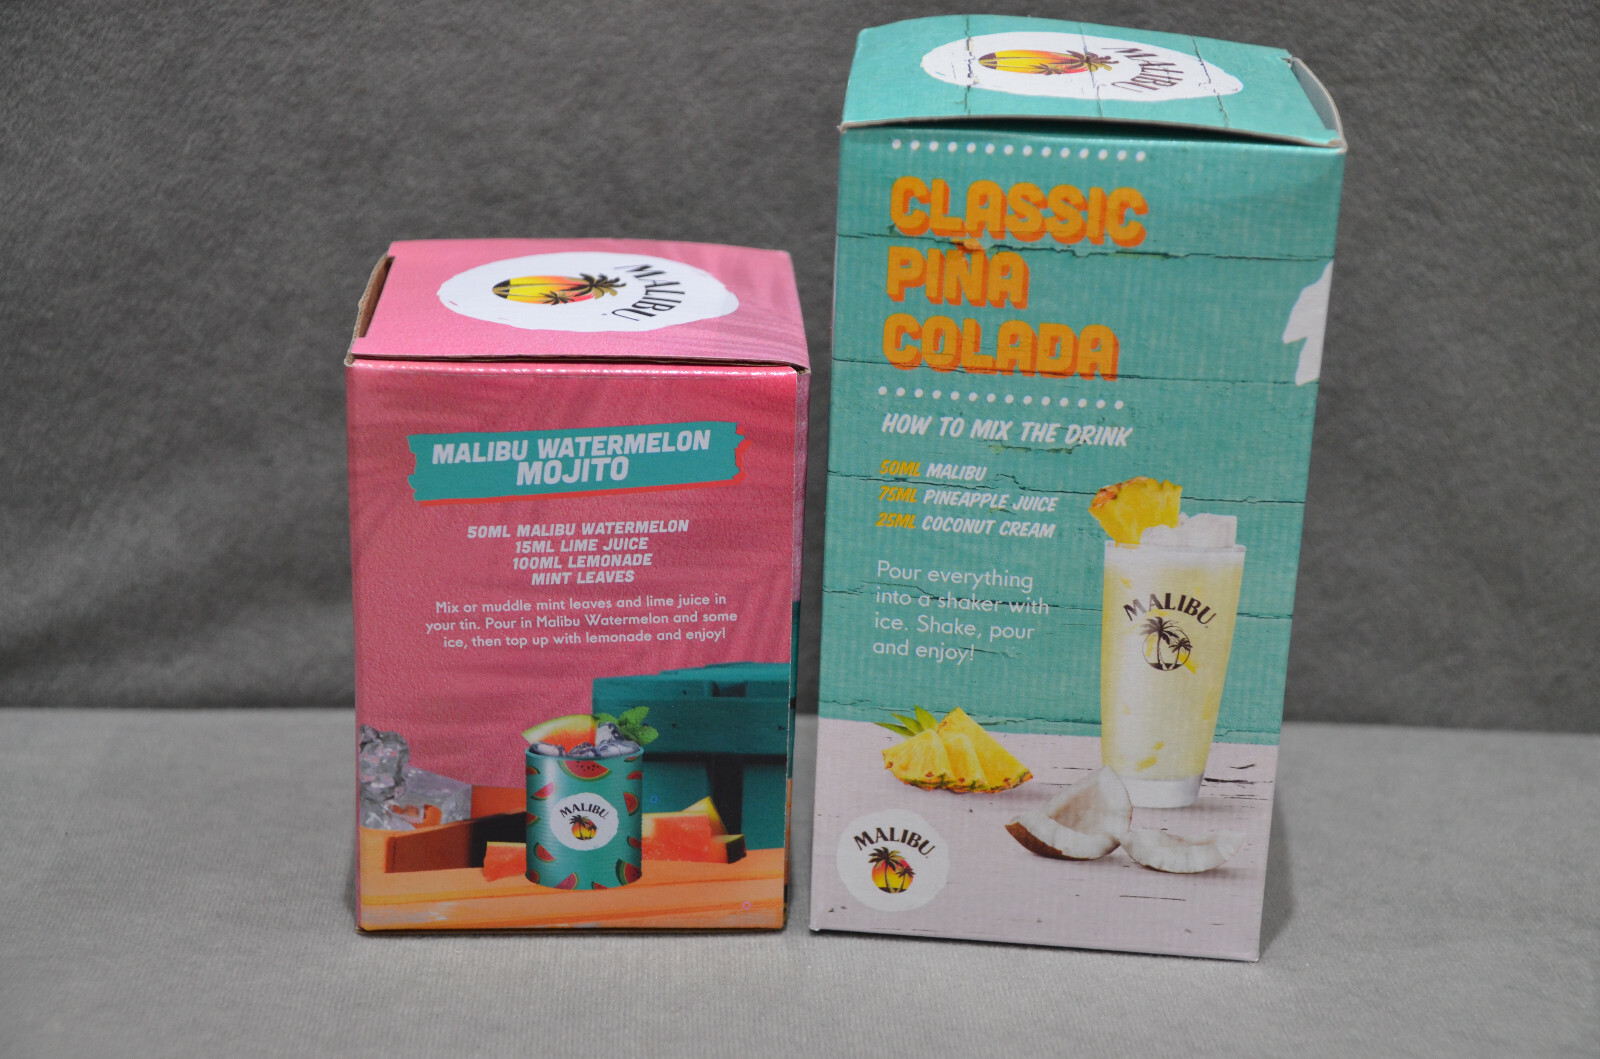 MALIBU
MALIBU WATERMELON
MOJITO
50ML MALIBU WATERMELON
15ML LIME JUICE
100ML LEMONADE
MINT LEAVES
Mix or muddle mint leaves and lime juice in
your tin. Pour in Malibu Watermelon and some
ice, then top up with lemonade and enjoy!
MALIBU
MALIBU
CLASSIC
PIÑA
COLADA
HOW TO MIX THE DRINK
50ML MALIBU
75ML PINEAPPLE JUICE
25ML COCONUT CREAM
Pour everything
into a shaker with
ice. Shake, pour
and enjoy!
MALIBU
MALIBU